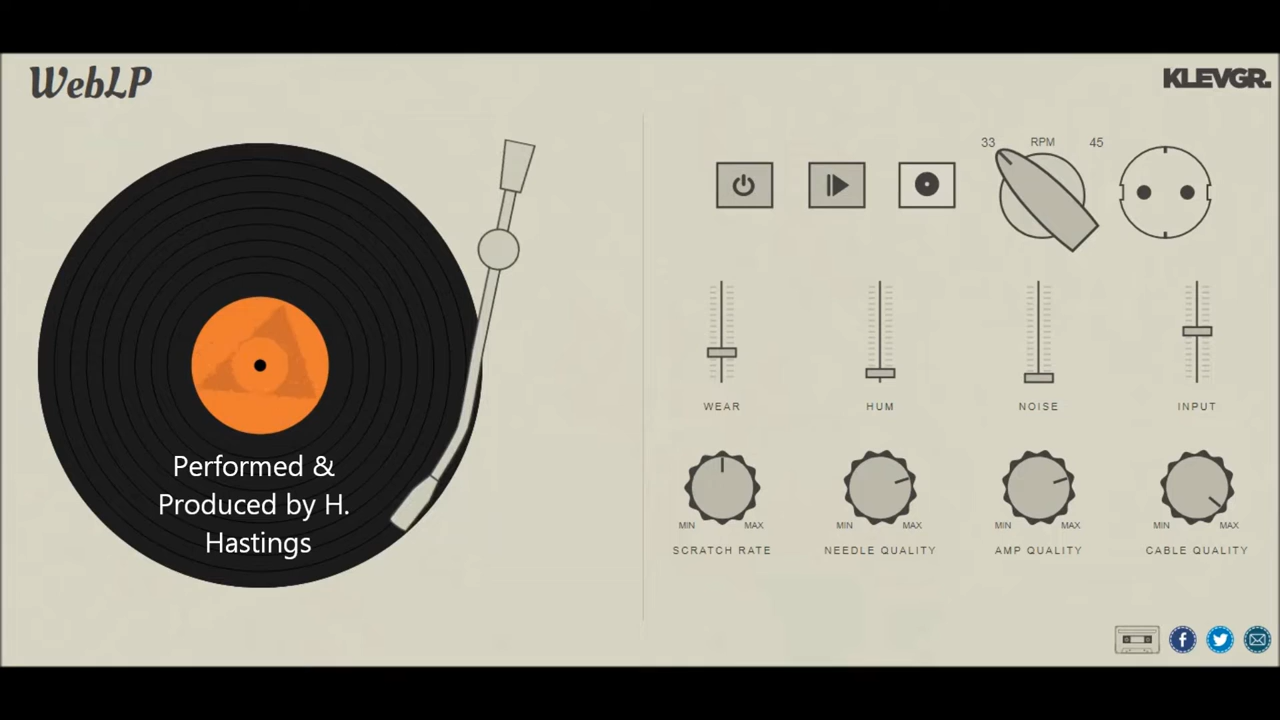 WebLP
KLEVGR.
33 RPM 45
WEAR HUM NOISE INPUT
MIN MAX MIN MAX MIN MAX MIN MAX
SCRATCH RATE NEEDLE QUALITY AMP QUALITY CABLE QUALITY
Performed &
Produced by H.
Hastings